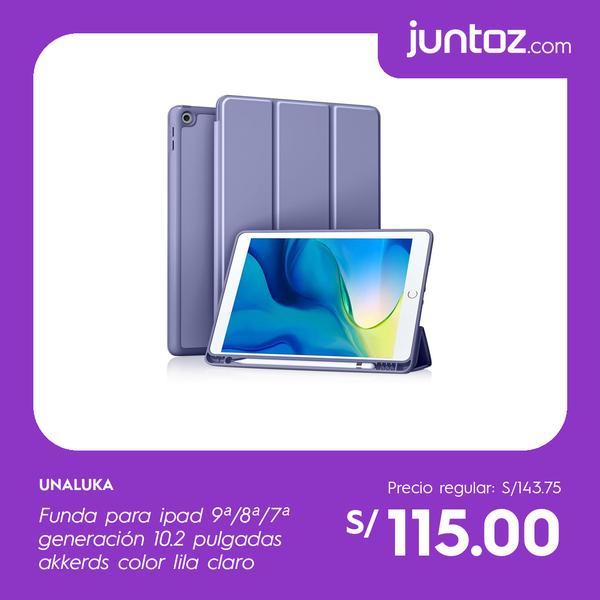 juntoz.com
UNALUKA
Funda para ipad 9ª/8ª/7ª
generación 10.2 pulgadas
akkerds color lila claro
Precio regular: S/143.75
S/ 115.00